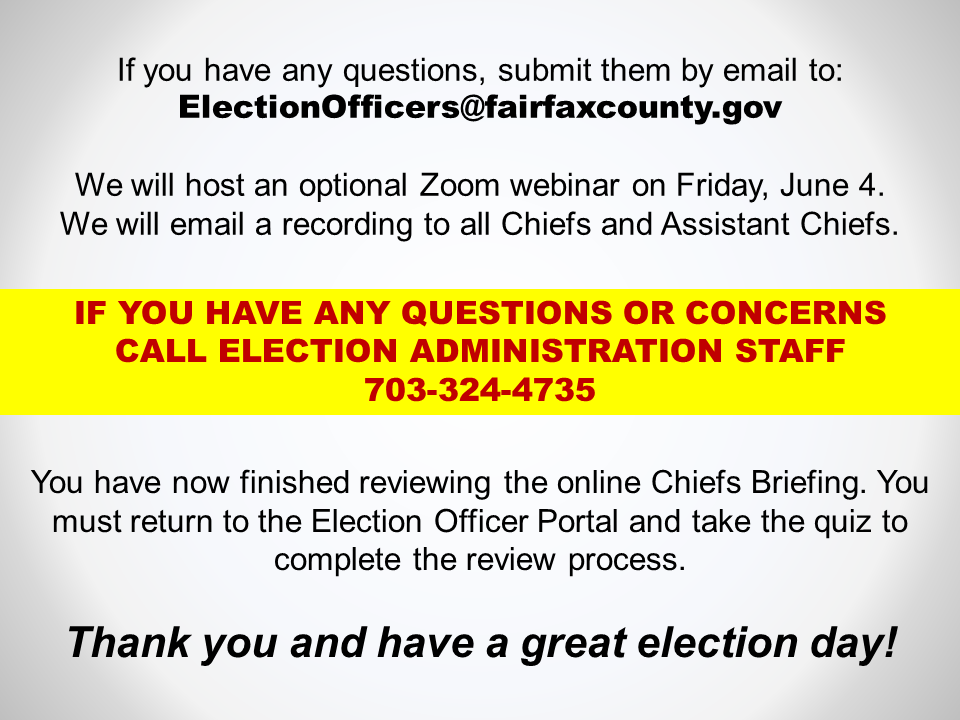 If you have any questions, submit them by email to:
ElectionOfficers@fairfaxcounty.gov
We will host an optional Zoom webinar on Friday, June 4.
We will email a recording to all Chiefs and Assistant Chiefs.
IF YOU HAVE ANY QUESTIONS OR CONCERNS
CALL ELECTION ADMINISTRATION STAFF
703-324-4735
You have now finished reviewing the online Chiefs Briefing. You
must return to the Election Officer Portal and take the quiz to
complete the review process.
Thank you and have a great election day!